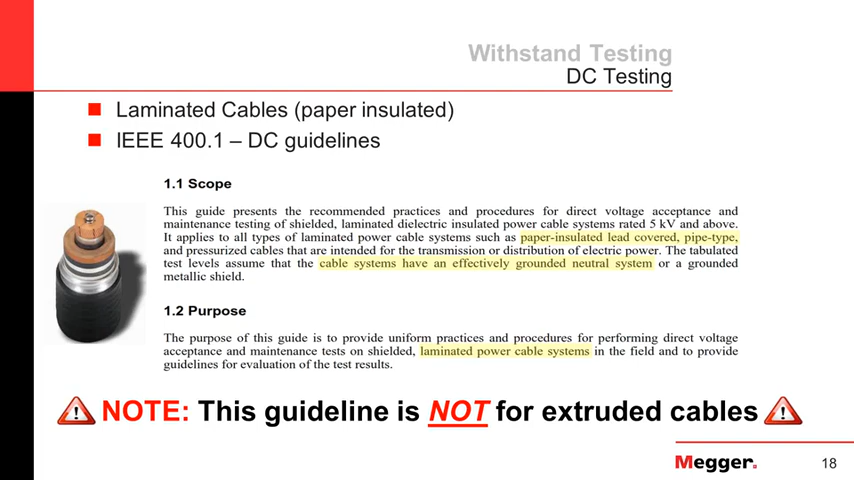 Withstand Testing
DC Testing
Laminated Cables (paper insulated)
IEEE 400.1 – DC guidelines
1.1 Scope
This guide presents the recommended practices and procedures for direct voltage acceptance and
maintenance testing of shielded, laminated dielectric insulated power cable systems rated 5 kV and above.
It applies to all types of laminated power cable systems such as paper-insulated lead covered, pipe-type,
and pressurized cables that are intended for the transmission or distribution of electric power. The tabulated
test levels assume that the cable systems have an effectively grounded neutral system or a grounded
metallic shield.
1.2 Purpose
The purpose of this guide is to provide uniform practices and procedures for performing direct voltage
acceptance and maintenance tests on shielded, laminated power cable systems in the field and to provide
guidelines for evaluation of the test results.
NOTE: This guideline is NOT for extruded cables
Megger.
18